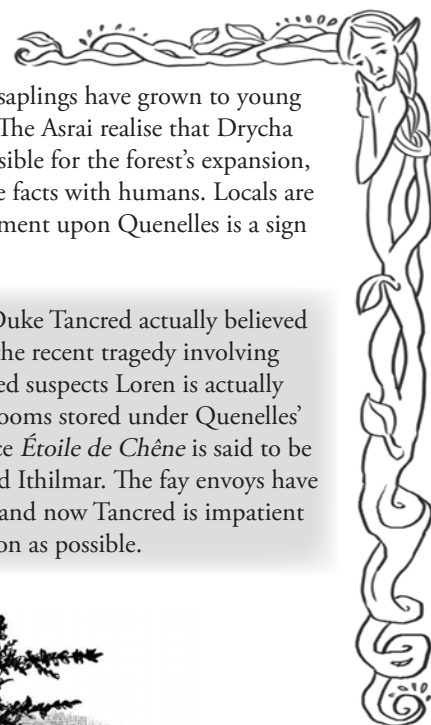 saplings have grown to young
The Asrai realise that Drycha
sible for the forest’s expansion,
e facts with humans. Locals are
ment upon Quenelles is a sign
Duke Tancred actually believed
the recent tragedy involving
ed suspects Loren is actually
ooms stored under Quenelles’
ce Étoile de Chêne is said to be
d Ithilmar. The fay envoys have
and now Tancred is impatient
on as possible.